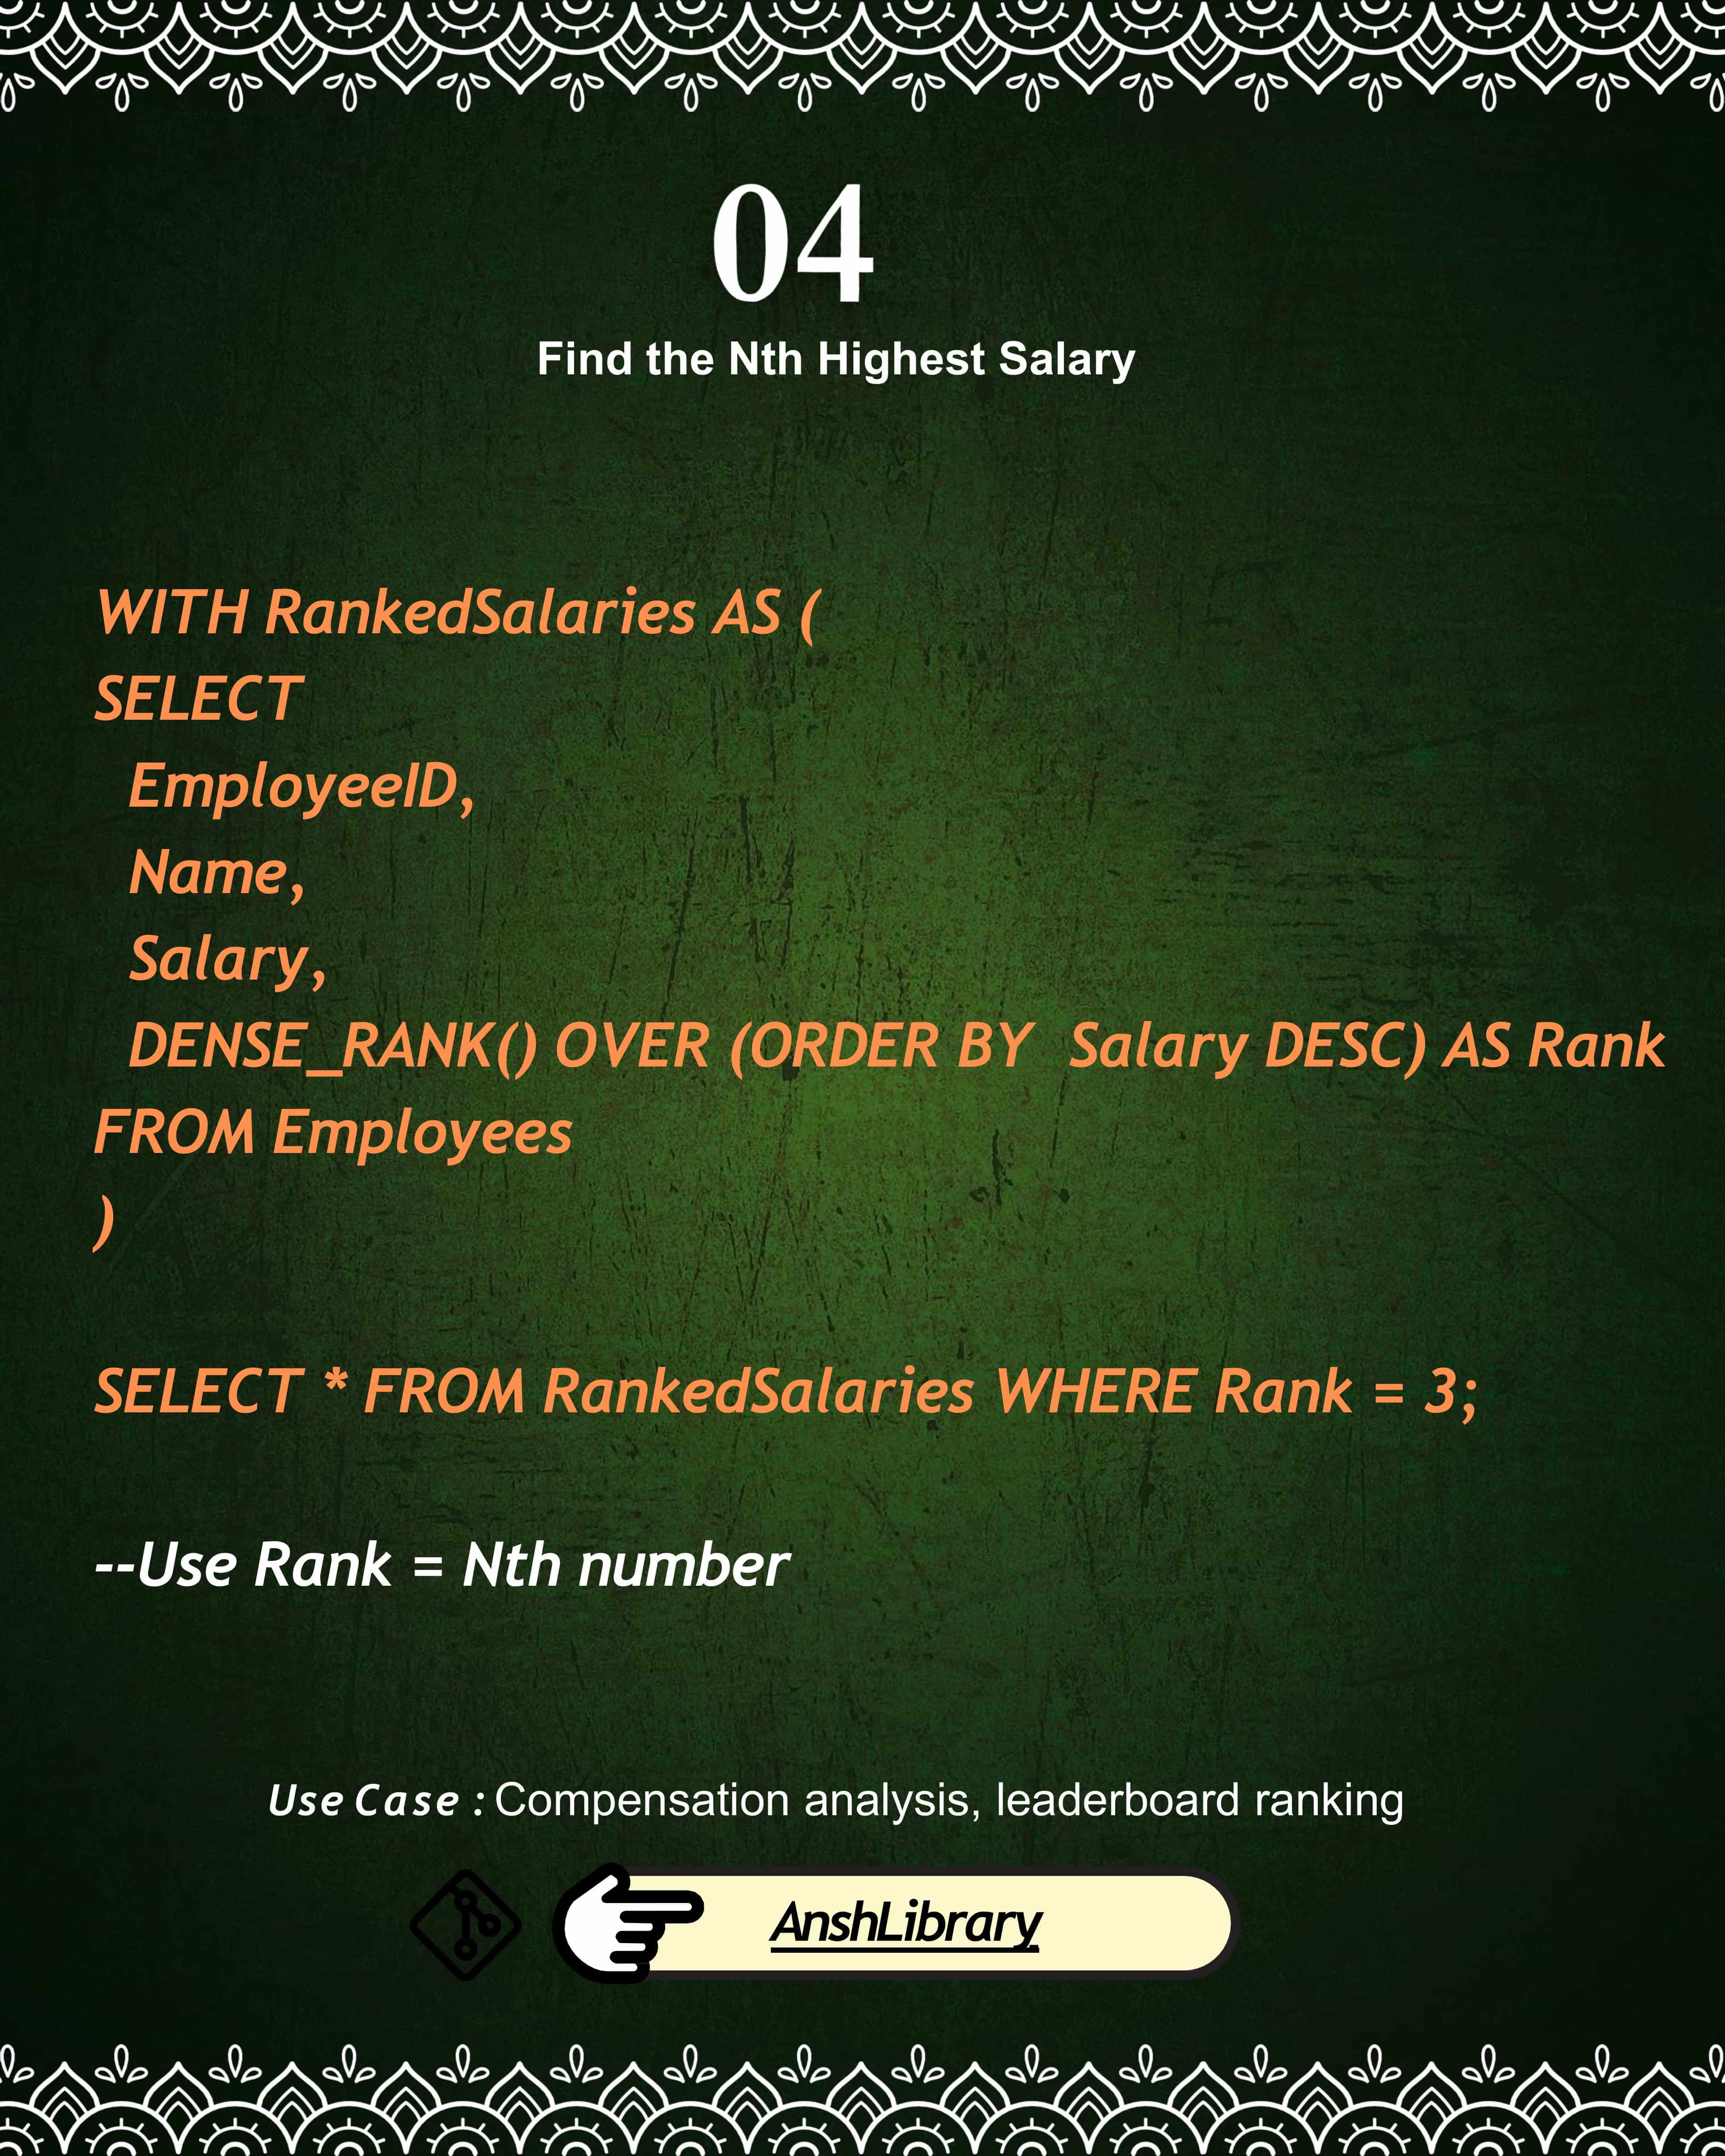 04
Find the Nth Highest Salary
WITH RankedSalaries AS (
SELECT
EmployeeID,
Name,
Salary,
DENSE_RANK() OVER (ORDER BY  Salary DESC) AS Rank
FROM Employees
)
SELECT * FROM RankedSalaries WHERE Rank = 3;
--Use Rank = Nth number
Use Case : Compensation analysis, leaderboard ranking
AnshLibrary